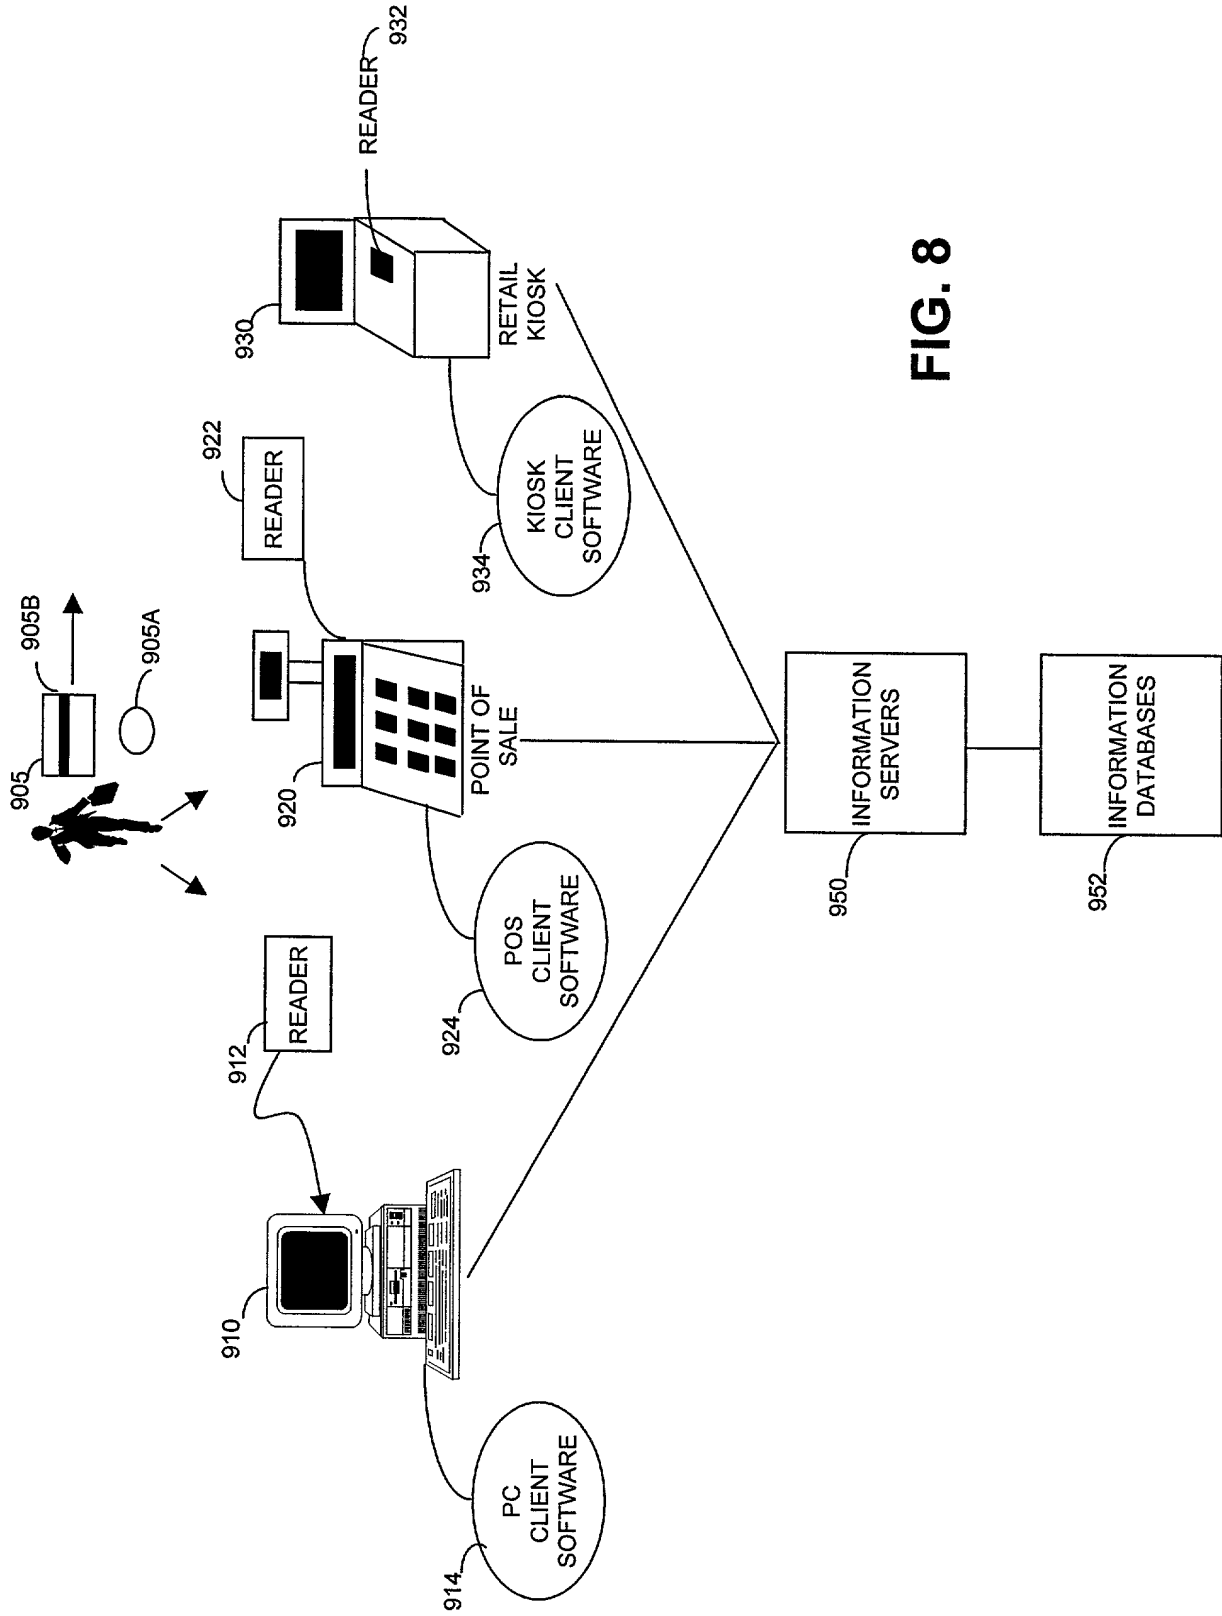 905
905B
905A
912
READER
922
READER
READER
932
910
920
930
POINT OF
SALE
RETAIL
KIOSK
914
PC
CLIENT
SOFTWARE
924
POS
CLIENT
SOFTWARE
934
KIOSK
CLIENT
SOFTWARE
950
INFORMATION
SERVERS
952
INFORMATION
DATABASES
FIG. 8